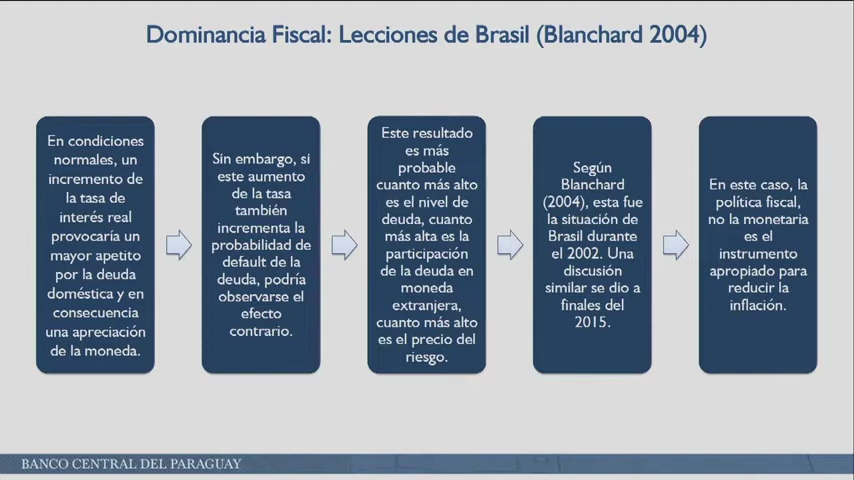 Dominancia Fiscal: Lecciones de Brasil (Blanchard 2004)
En condiciones
normales, un
incremento de
la tasa de
interés real
provocaría un
mayor apetito
por la deuda
doméstica y en
consecuencia
una apreciación
de la moneda.
Sin embargo, si
este aumento
de la tasa
también
incrementa la
probabilidad de
default de la
deuda, podría
observarse el
efecto
contrario.
Este resultado
es más
probable
cuanto más alto
es el nivel de
deuda, cuanto
más alta es la
participación
de la deuda en
moneda
extranjera,
cuanto más alto
es el precio del
riesgo.
Según
Blanchard
(2004), esta fue
la situación de
Brasil durante
el 2002. Una
discusión
similar se dio a
finales del
2015.
En este caso, la
política fiscal,
no la monetaria
es el
instrumento
apropiado para
reducir la
inflación.
BANCO CENTRAL DEL PARAGUAY